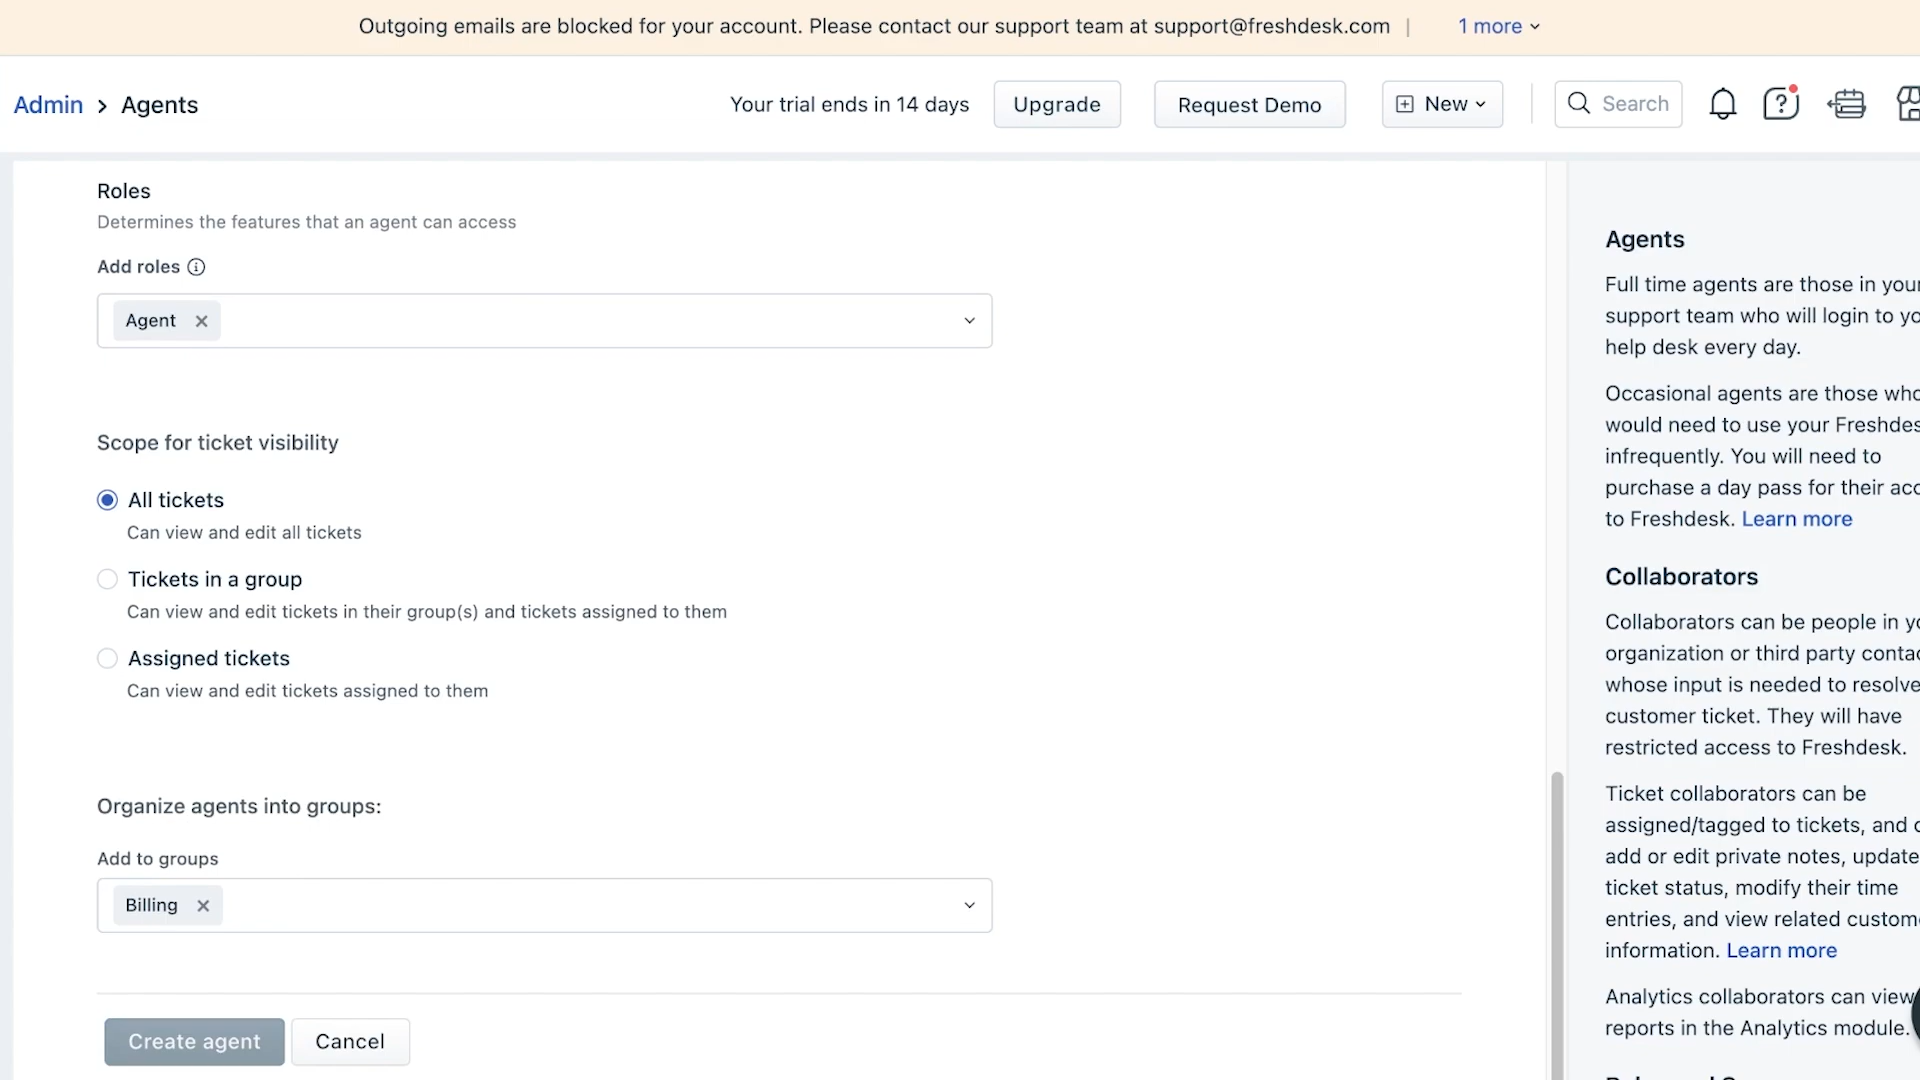 Outgoing emails are blocked for your account. Please contact our support team at support@freshdesk.com | 1 more
Admin > Agents
Your trial ends in 14 days
Upgrade
Request Demo
New
Search
Roles
Determines the features that an agent can access
Add roles
Agent
Scope for ticket visibility
All tickets
Can view and edit all tickets
Tickets in a group
Can view and edit tickets in their group(s) and tickets assigned to them
Assigned tickets
Can view and edit tickets assigned to them
Organize agents into groups:
Add to groups
Billing
Create agent
Cancel
Agents
Full time agents are those in your
support team who will login to yo
help desk every day.
Occasional agents are those who
would need to use your Freshdes
infrequently. You will need to
purchase a day pass for their acc
to Freshdesk. Learn more
Collaborators
Collaborators can be people in yo
organization or third party contac
whose input is needed to resolve
customer ticket. They will have
restricted access to Freshdesk.
Ticket collaborators can be
assigned/tagged to tickets, and c
add or edit private notes, update
ticket status, modify their time
entries, and view related custome
information. Learn more
Analytics collaborators can view
reports in the Analytics module.